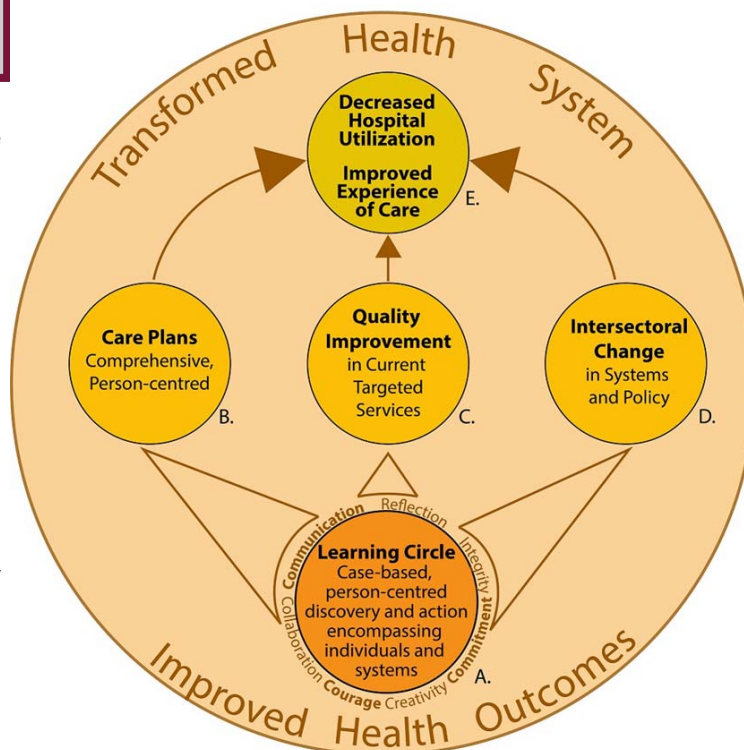 Transformed Health System
Decreased
Hospital
Utilization
Improved
Experience
of Care
E.
Care Plans
Comprehensive,
Person-centred
B.
Quality
Improvement
in Current
Targeted
Services
C.
Intersectoral
Change
in Systems
and Policy
D.
Communication
Reflection
Integrity
Commitment
Creativity
Courage
Collaboration
Learning Circle
Case-based,
person-centred
discovery and action
encompassing
individuals and
systems
A.
Improved Health Outcomes